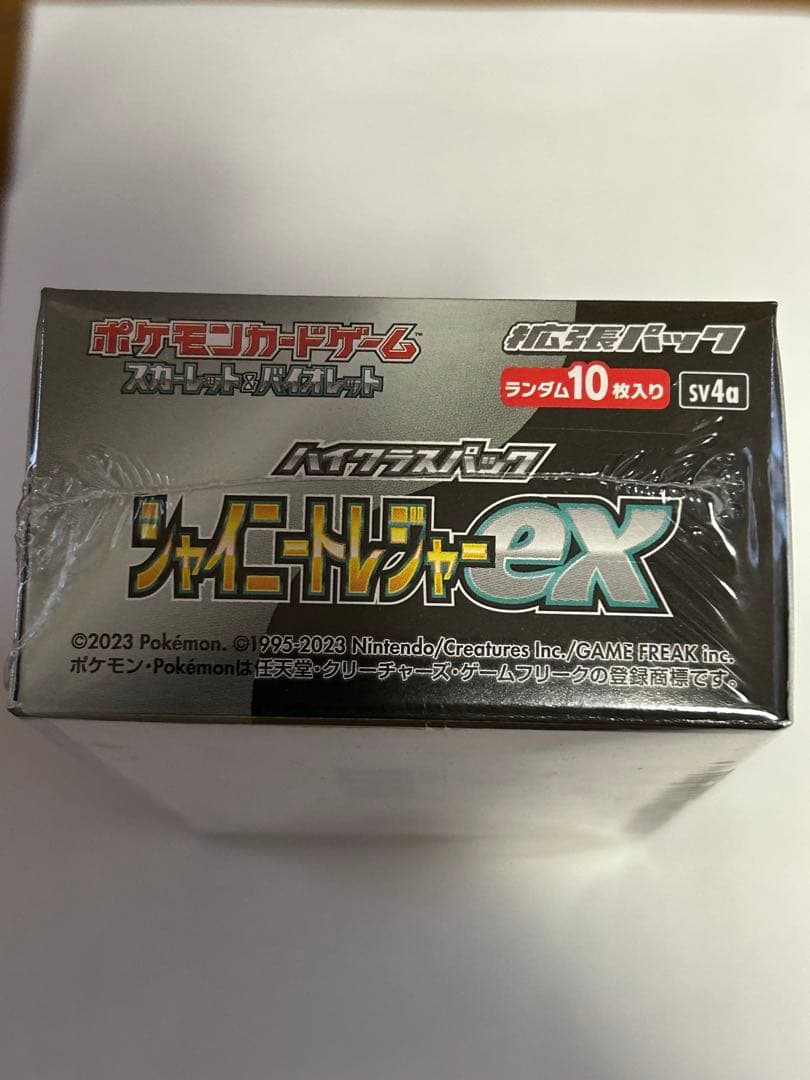 ポケモンカードゲーム™
スカーレット&バイオレット
拡張パック
ランダム10枚入り
SV4a
ハイクラスパック
シャイニートレジャーex
©2023 Pokémon. ©1995-2023 Nintendo/Creatures Inc./GAME FREAK inc.
ポケモン・Pokémonは任天堂・クリーチャーズ・ゲームフリークの登録商標です。